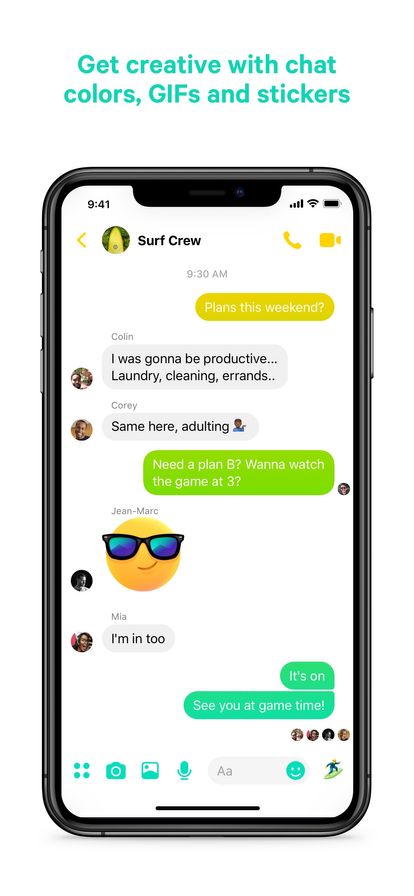 Get creative with chat
colors, GIFs and stickers
9:41
Surf Crew
9:30 AM
Plans this weekend?
Colin
I was gonna be productive...
Laundry, cleaning, errands..
Corey
Same here, adulting
Need a plan B? Wanna watch
the game at 3?
Jean-Marc
Mia
I'm in too
It's on
See you at game time!
Aa